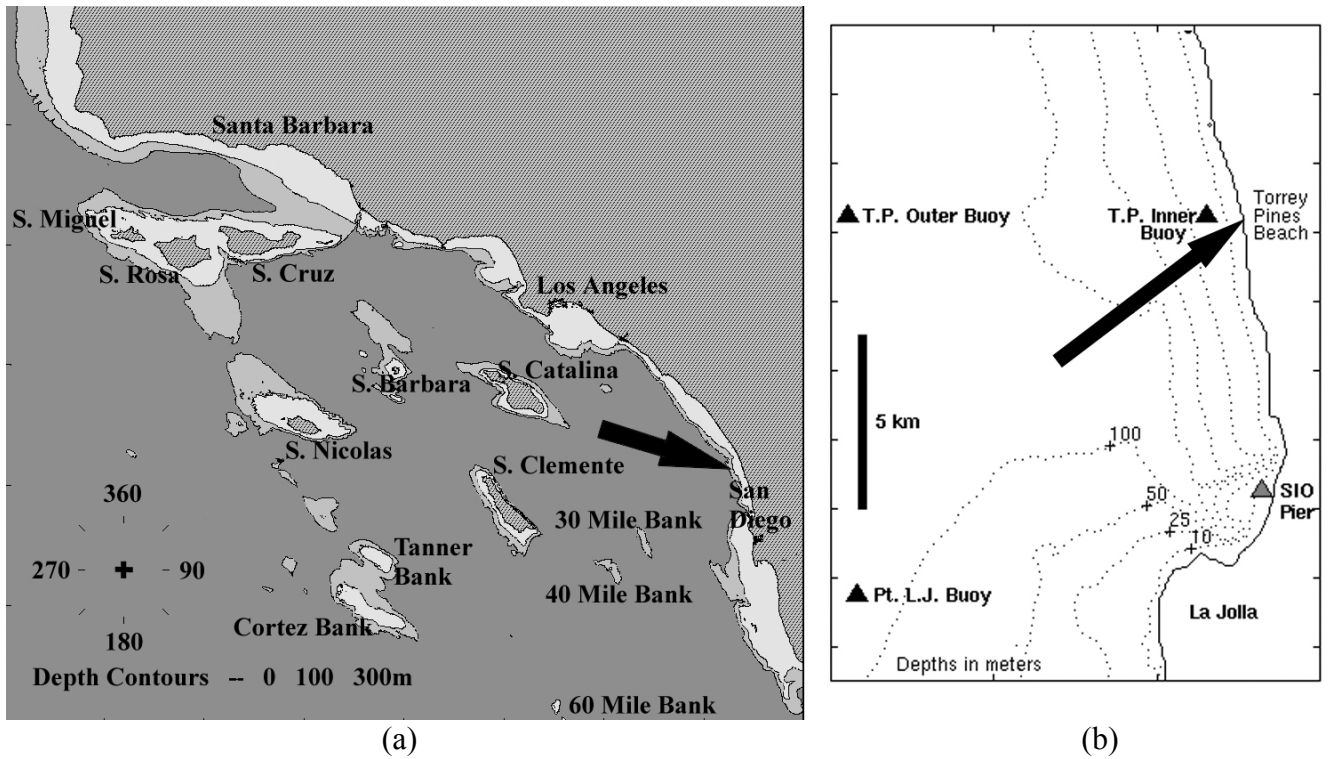 Santa Barbara
S. Miguel
S. Rosa
S. Cruz
Los Angeles
S. Barbara
S. Catalina
S. Nicolas
S. Clemente
San
Diego
30 Mile Bank
360
270
90
180
Tanner
Bank
40 Mile Bank
Cortez Bank
Depth Contours -- 0 100 300m
60 Mile Bank
(a)
T.P. Outer Buoy
T.P. Inner
Buoy
Torrey
Pines
Beach
5 km
100
50
25
10
SIO
Pier
Pt. L.J. Buoy
La Jolla
Depths in meters
(b)